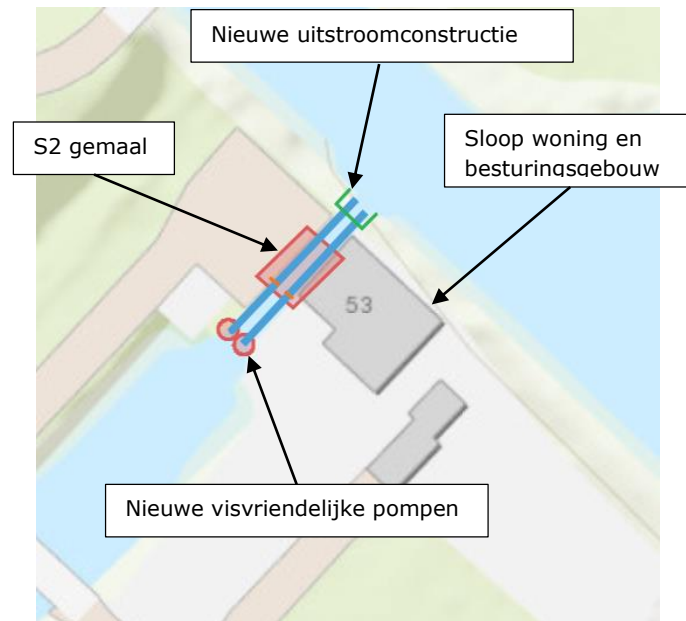 Nieuwe uitstroomconstructie
S2 gemaal
Sloop woning en
besturingsgebouw
53
Nieuwe visvriendelijke pompen